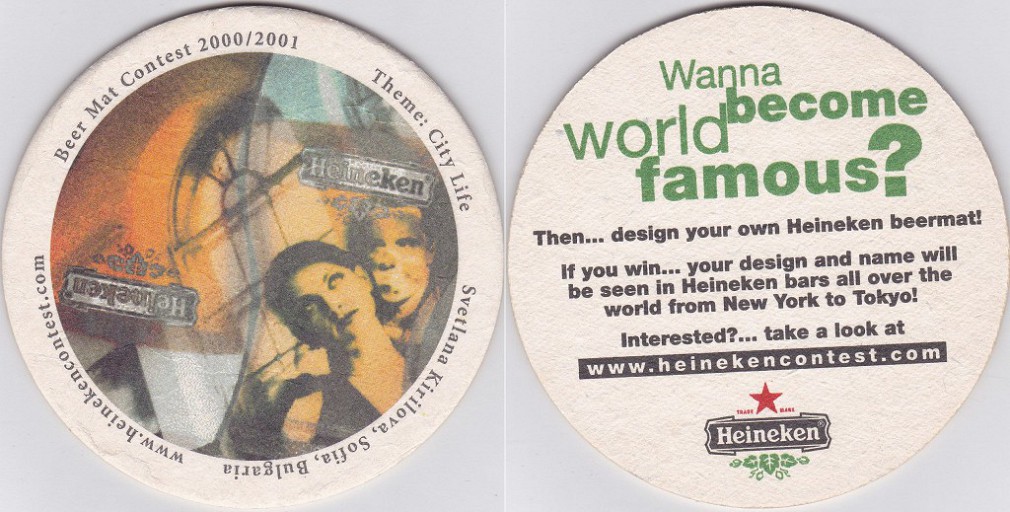 Beer Mat Contest 2000/2001
Theme: City Life
Heineken
Heineken
www.heinekencontest.com
Svetlana Kirilova, Sofia, Bulgaria
Wanna
become
world
famous?
Then... design your own Heineken beermat!
If you win... your design and name will
be seen in Heineken bars all over the
world from New York to Tokyo!
Interested?... take a look at
www.heinekencontest.com
TRADE MARK
Heineken